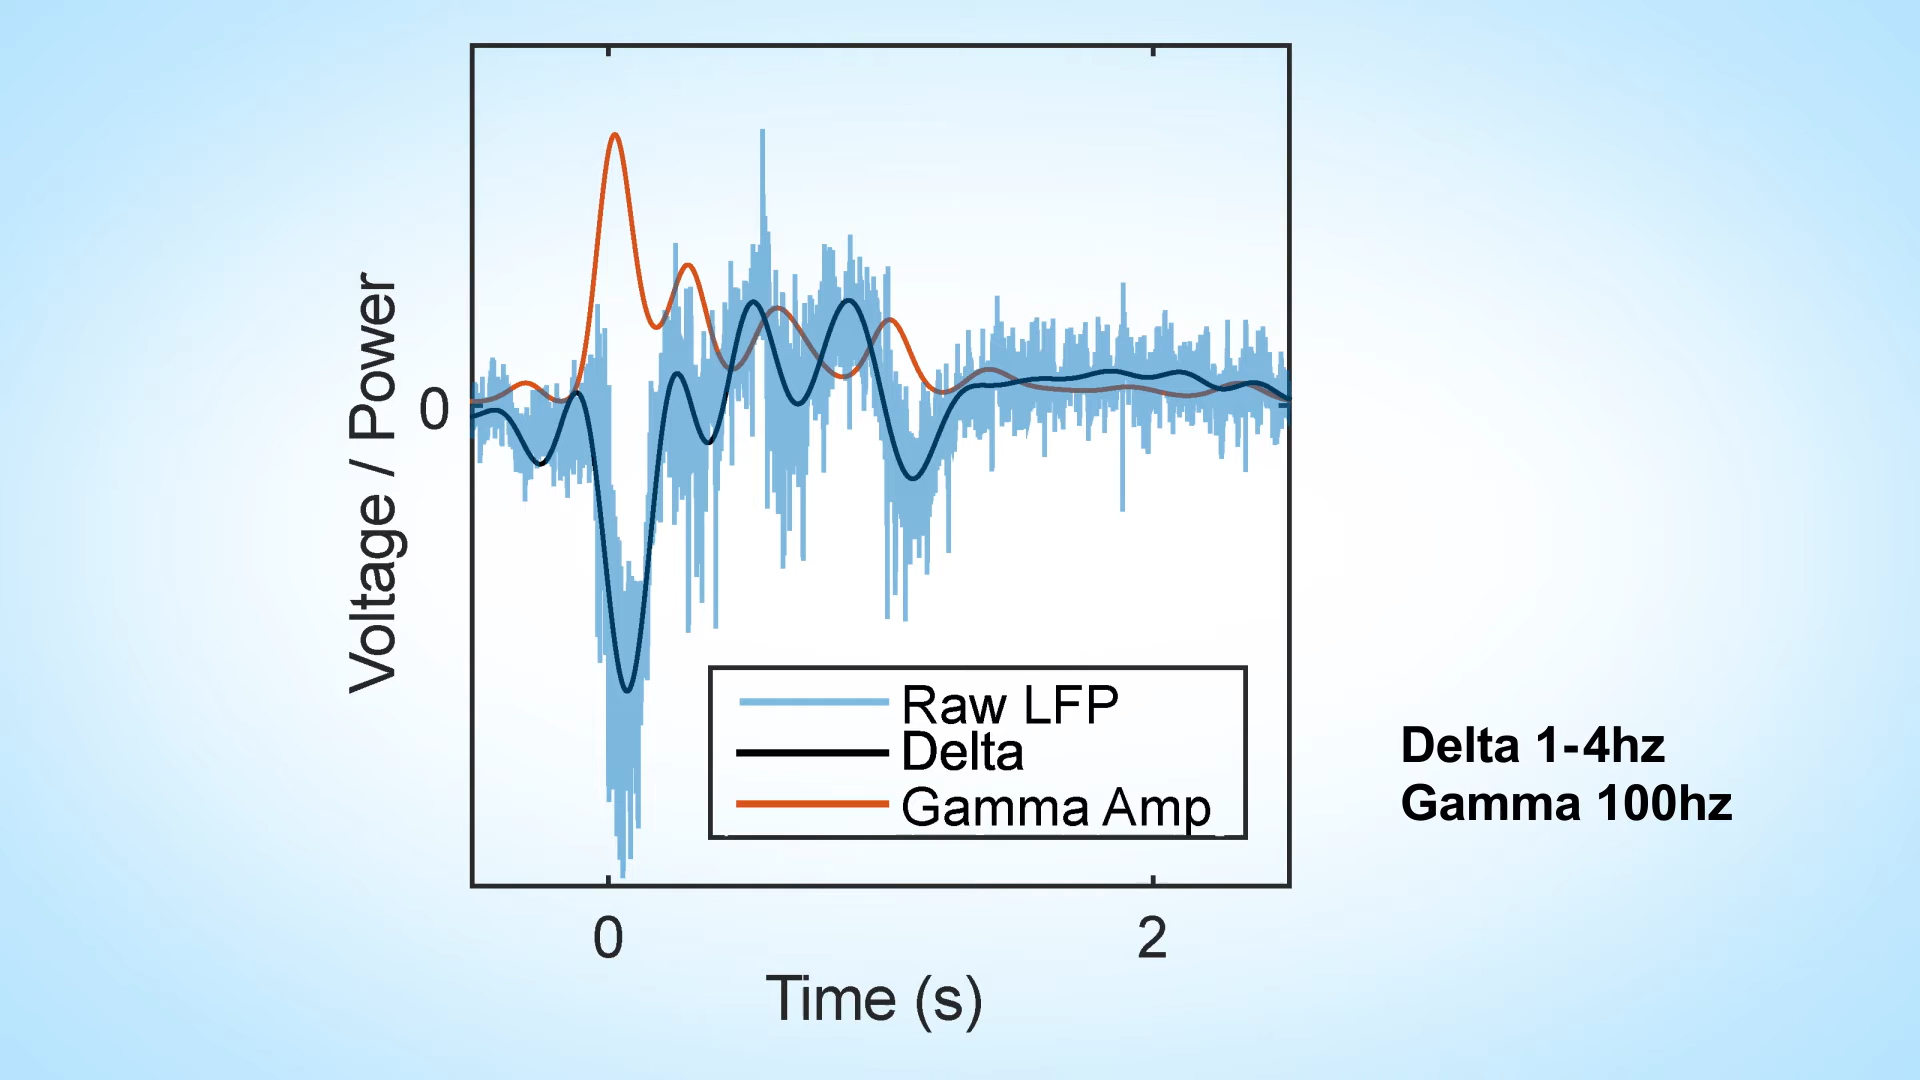 Voltage / Power
0
Raw LFP
Delta
Gamma Amp
0
2
Time (s)
Delta 1-4hz
Gamma 100hz